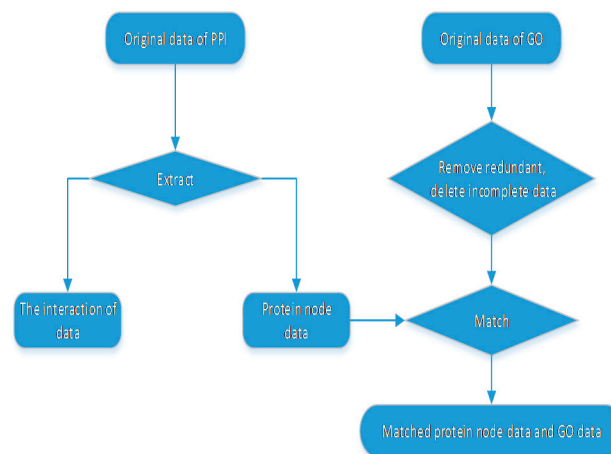 Original data of PPI
Original data of GO
Extract
Remove redundant,
delete incomplete data
The interaction of
data
Protein node
data
Match
Matched protein node data and GO data